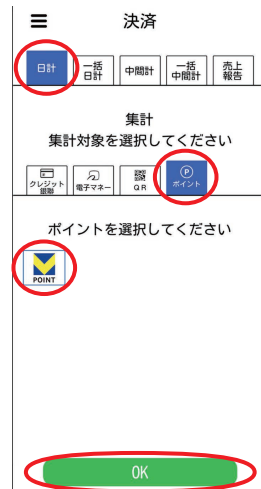 決済
日計
一括
日計
中間計
一括
中間計
売上
報告
集計
集計対象を選択してください
クレジット
銀聯
電子マネー
QR
P
ポイント
ポイントを選択してください
POINT
OK